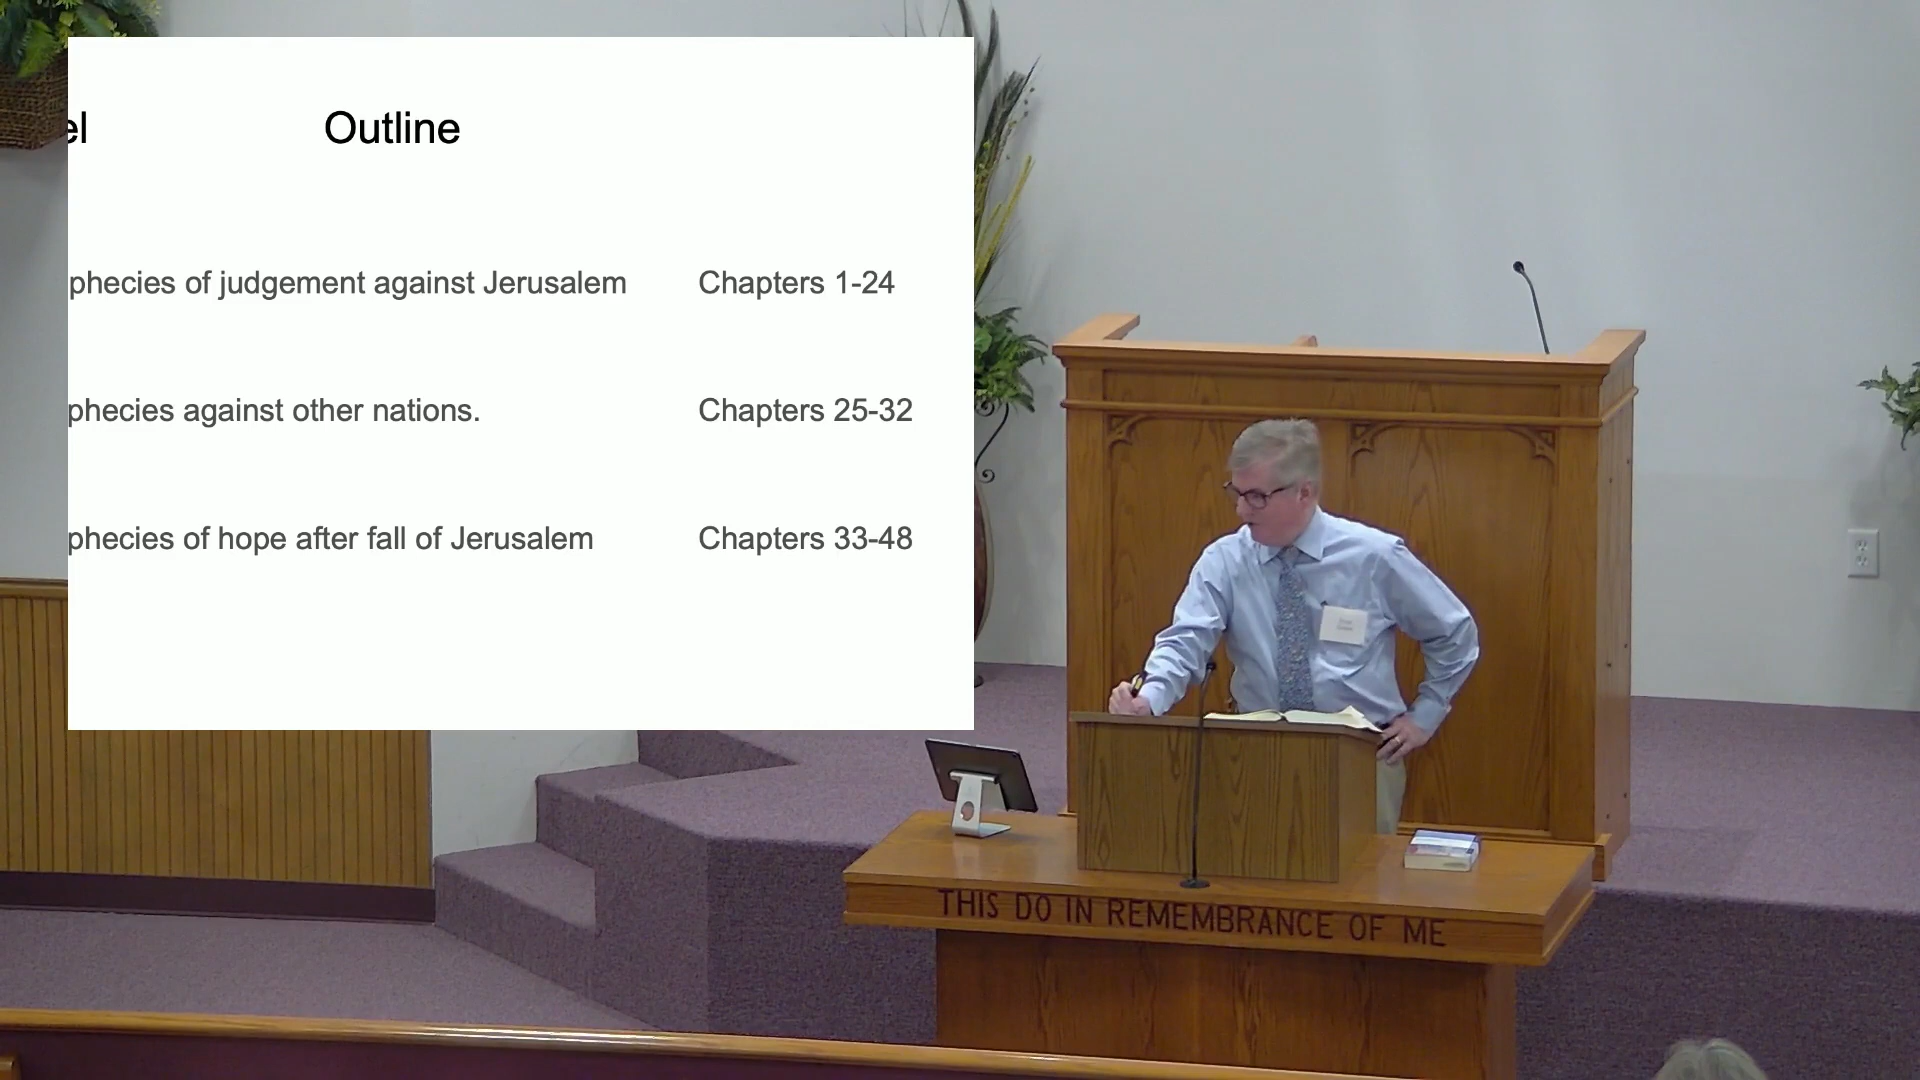 el Outline
phecies of judgement against Jerusalem Chapters 1-24
phecies against other nations. Chapters 25-32
phecies of hope after fall of Jerusalem Chapters 33-48
THIS DO IN REMEMBRANCE OF ME